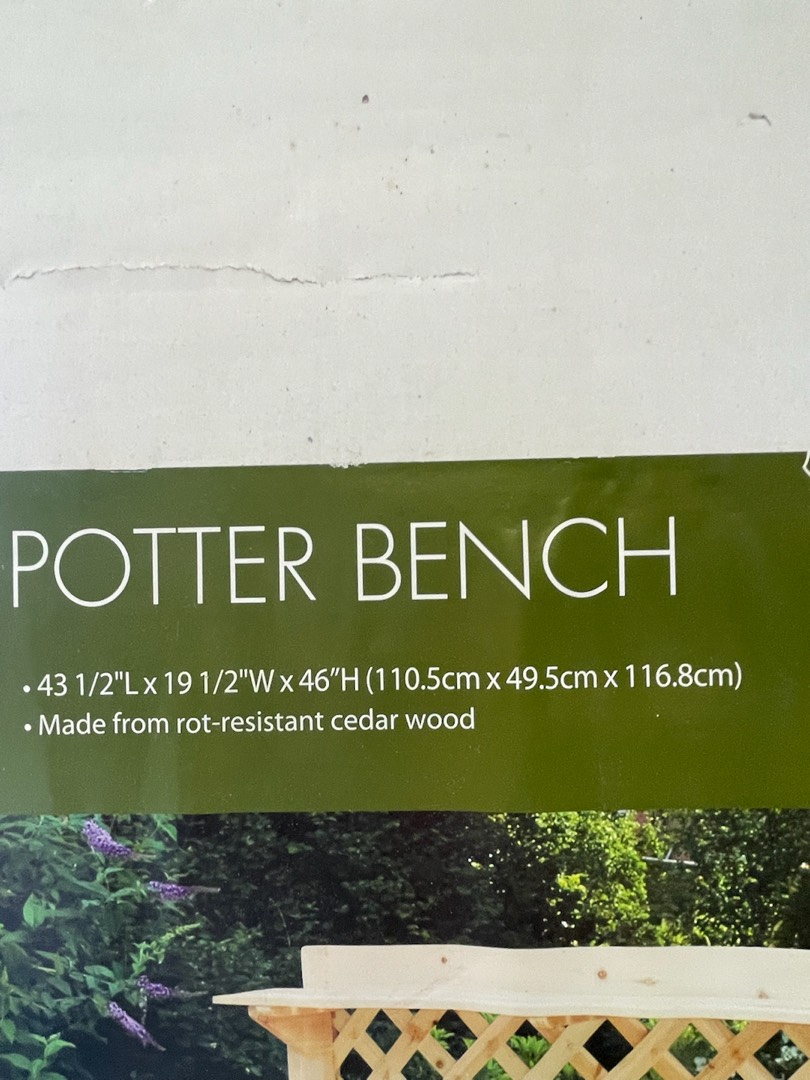 POTTER BENCH
• 43 1/2"L x 19 1/2"W x 46”H (110.5cm x 49.5cm x 116.8cm)
• Made from rot-resistant cedar wood